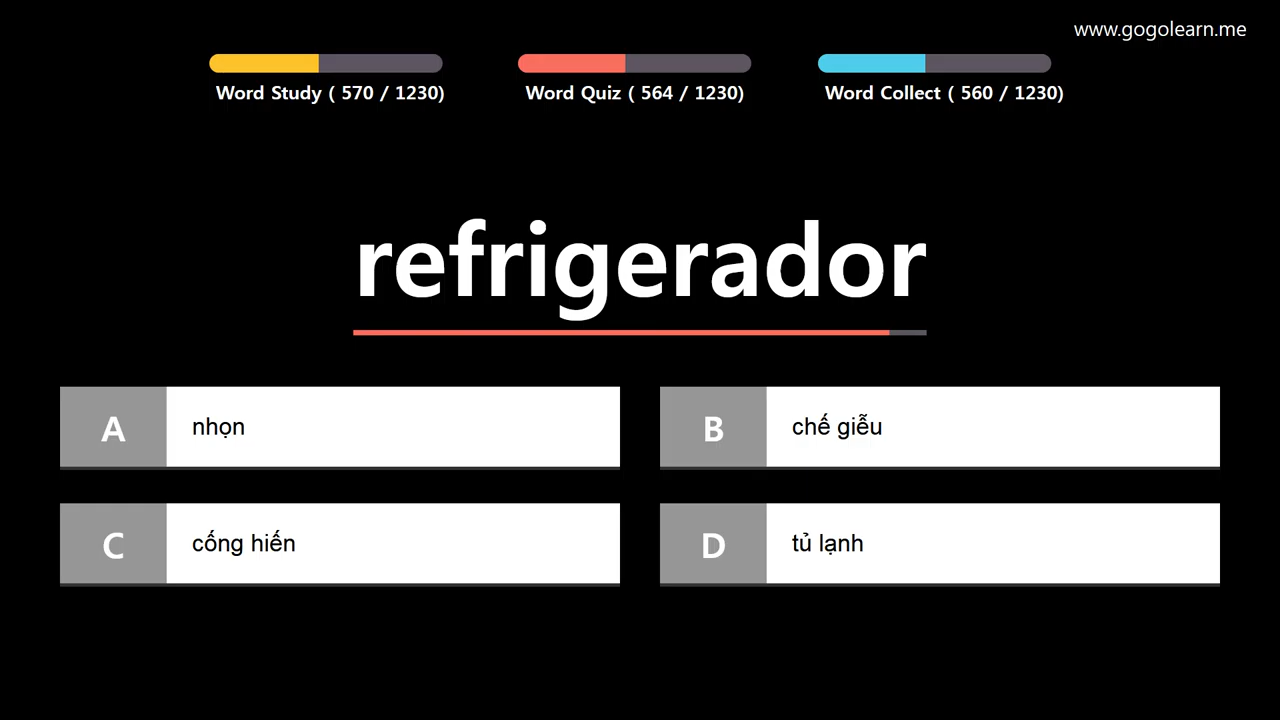 www.gogolearn.me
Word Study ( 570 / 1230)
Word Quiz ( 564 / 1230)
Word Collect ( 560 / 1230)
refrigerador
A nhọn
B chế giễu
C cống hiến
D tủ lạnh